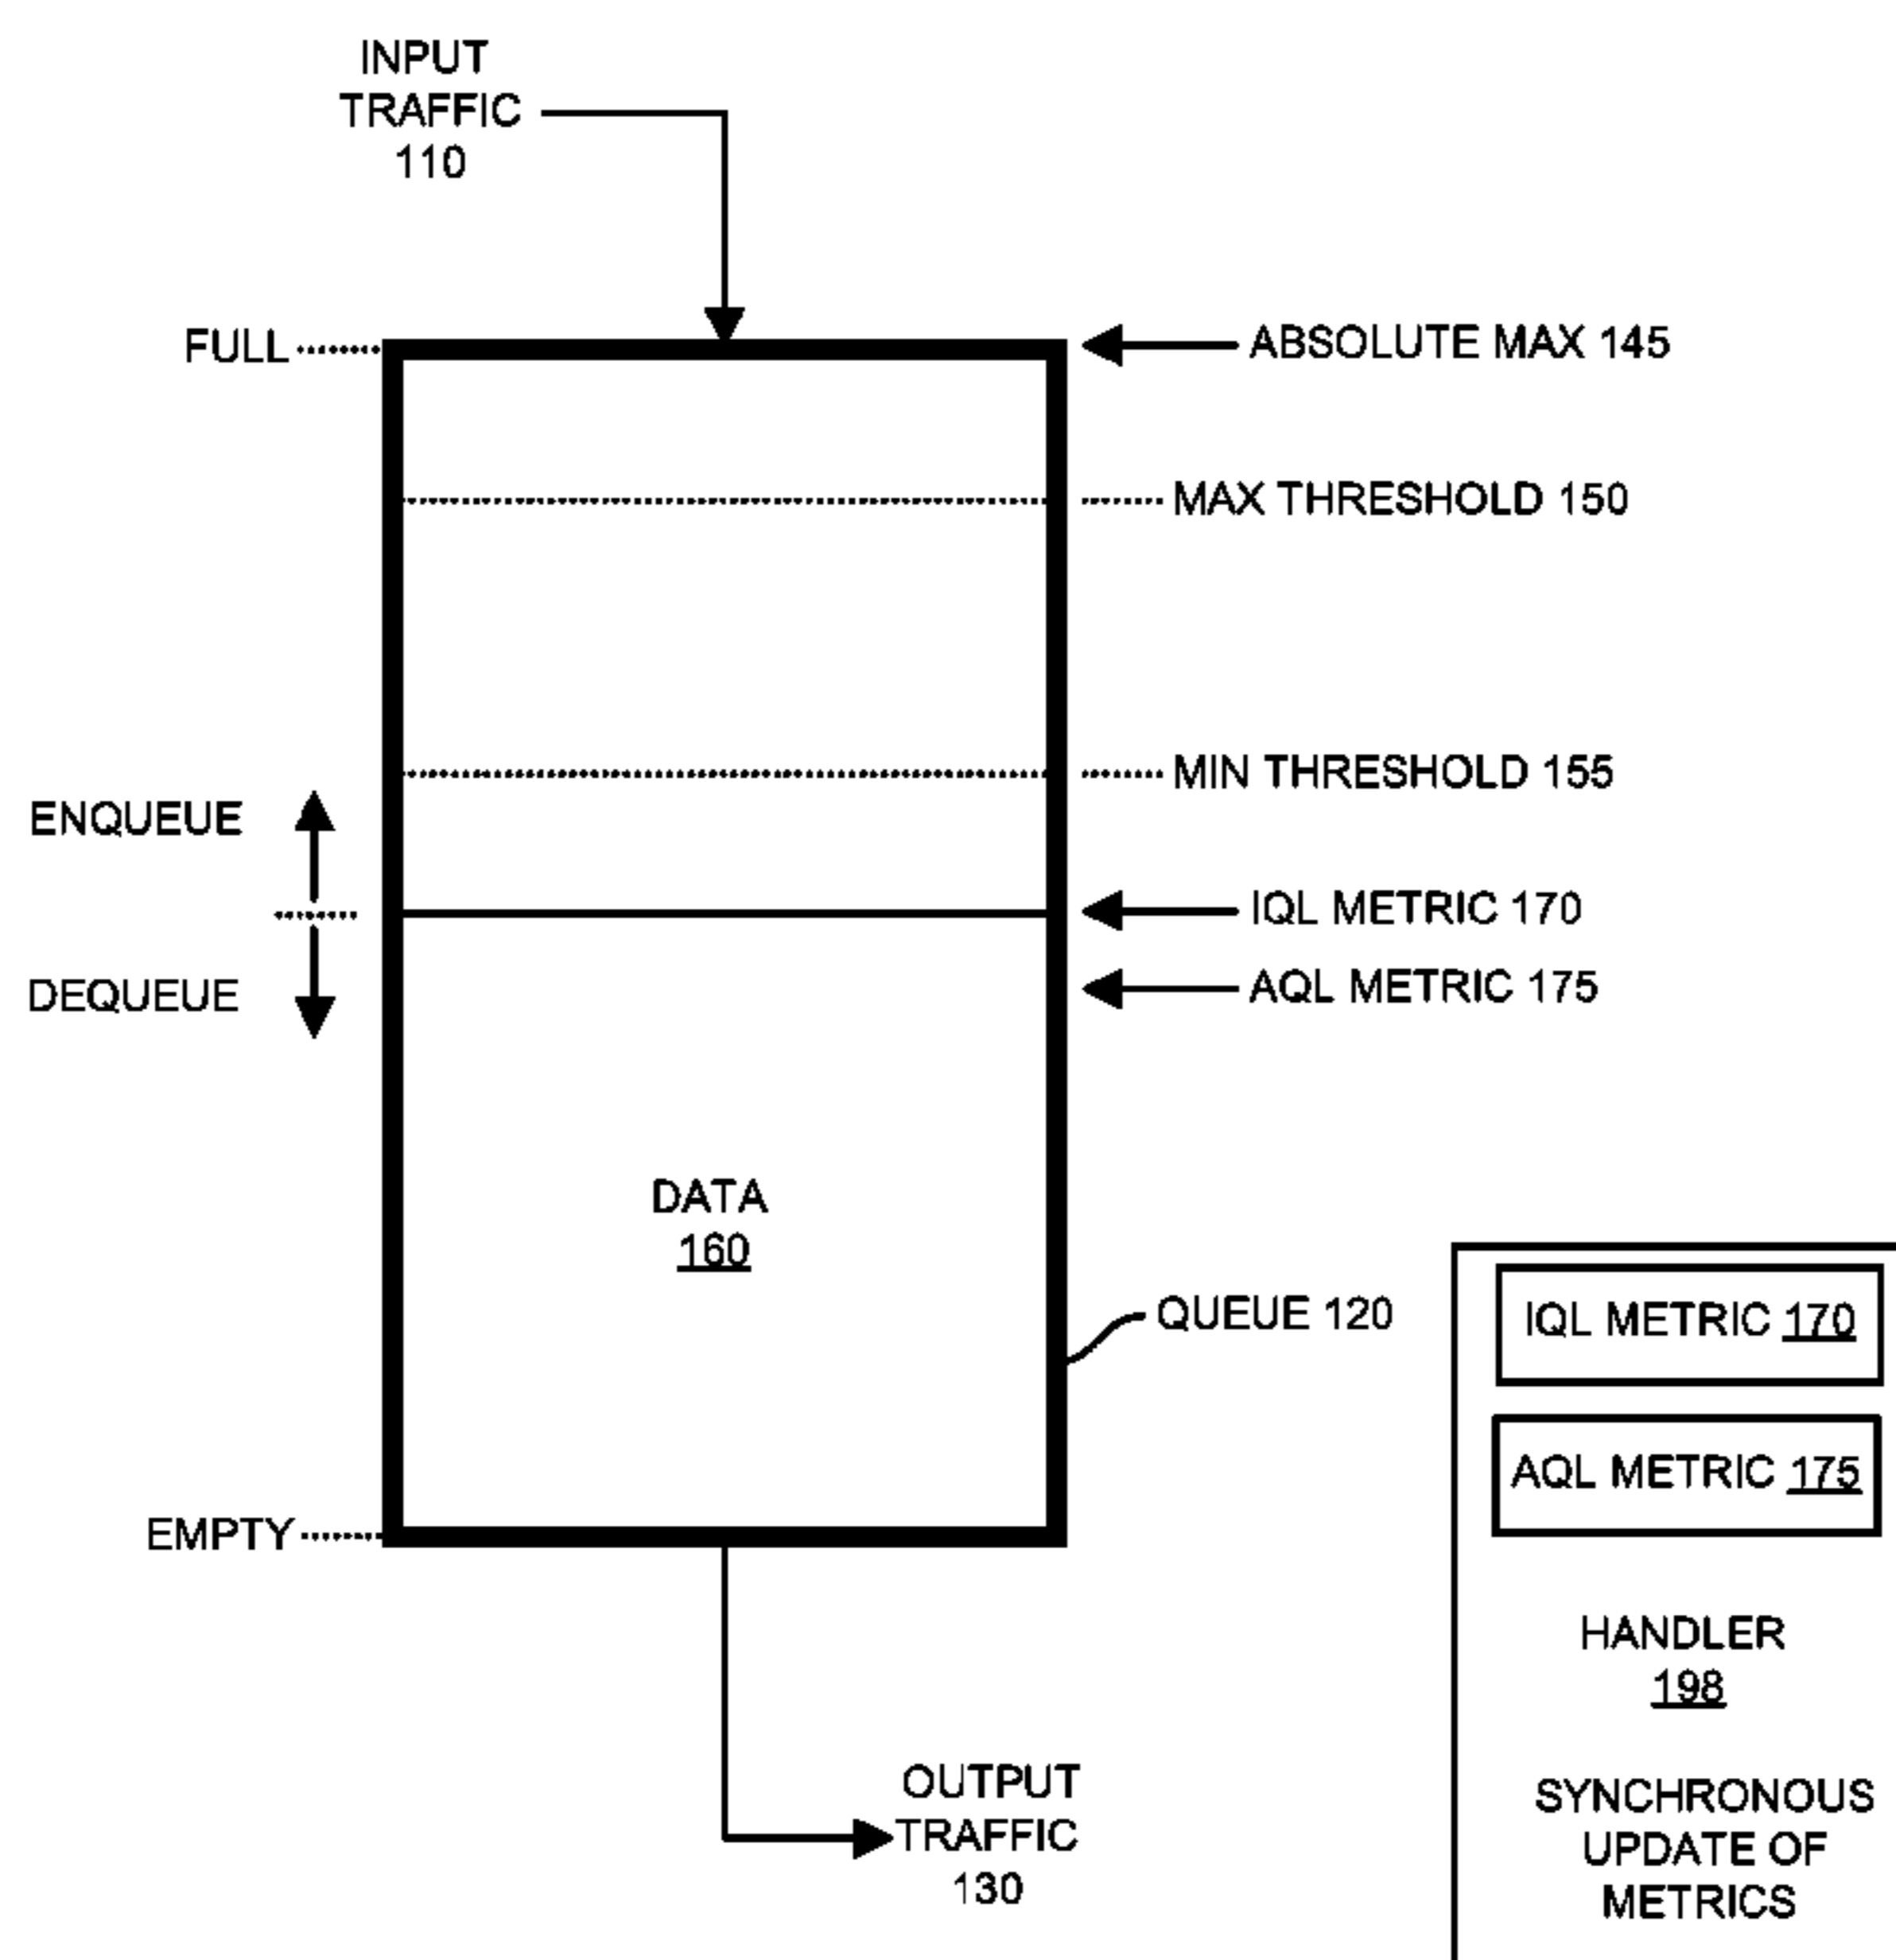 INPUT
TRAFFIC
110
FULL
ABSOLUTE MAX 145
MAX THRESHOLD 150
MIN THRESHOLD 155
ENQUEUE
IQL METRIC 170
DEQUEUE
AQL METRIC 175
DATA
160
QUEUE 120
IQL METRIC 170
AQL METRIC 175
EMPTY
HANDLER
198
OUTPUT
TRAFFIC
130
SYNCHRONOUS
UPDATE OF
METRICS